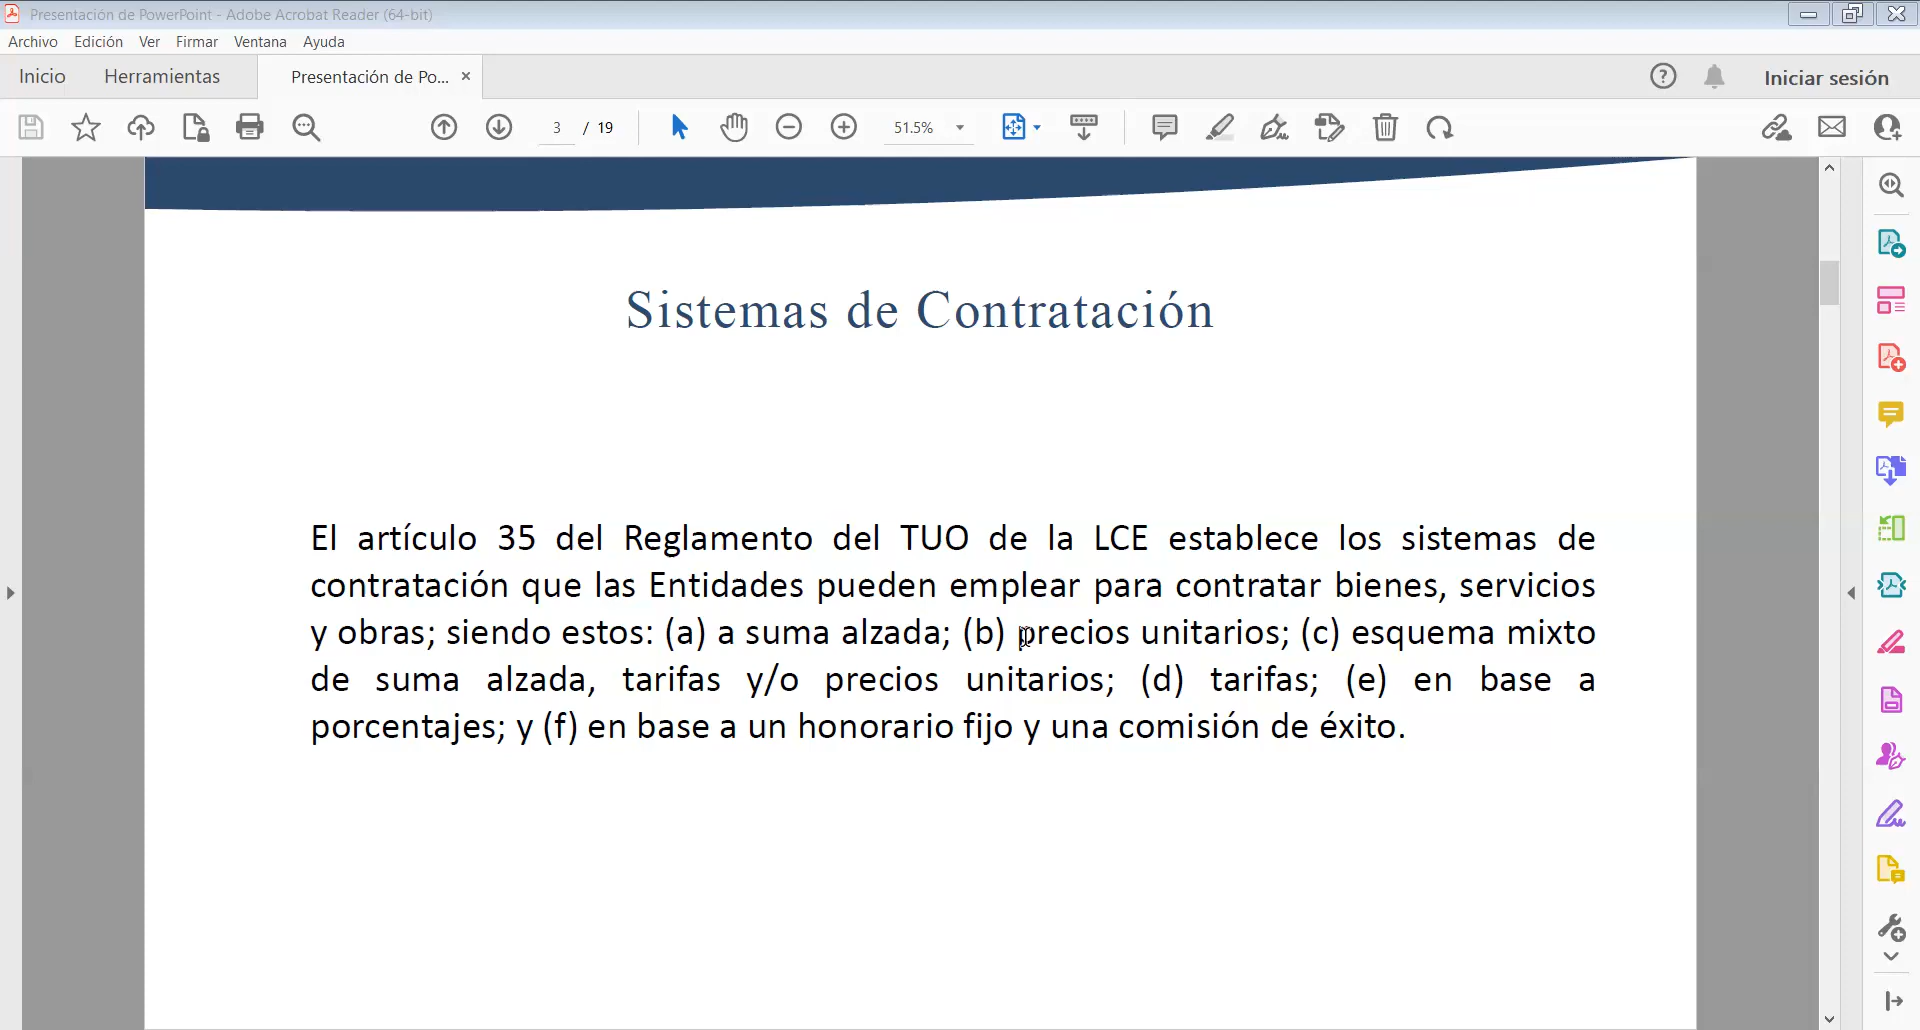 Presentación de PowerPoint - Adobe Acrobat Reader (64-bit)
Archivo Edición Ver Firmar Ventana Ayuda
Inicio Herramientas Presentación de Po... × Iniciar sesión
3 / 19 51.5%
Sistemas de Contratación
El artículo 35 del Reglamento del TUO de la LCE establece los sistemas de
contratación que las Entidades pueden emplear para contratar bienes, servicios
y obras; siendo estos: (a) a suma alzada; (b) precios unitarios; (c) esquema mixto
de suma alzada, tarifas y/o precios unitarios; (d) tarifas; (e) en base a
porcentajes; y (f) en base a un honorario fijo y una comisión de éxito.